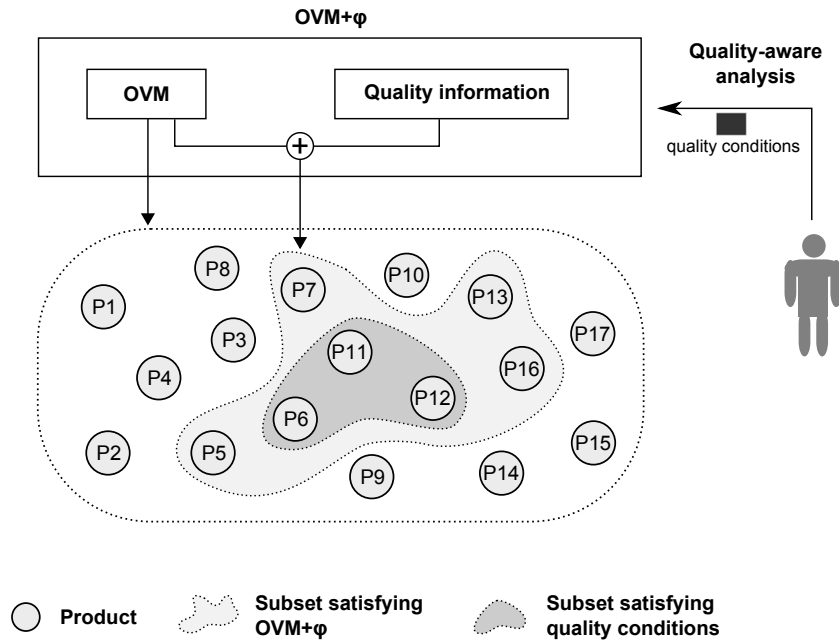 OVM+φ
Quality-aware
analysis
OVM
Quality information
+
quality conditions
P8
P7
P10
P13
P1
P3
P11
P17
P4
P16
P12
P6
P2
P5
P9
P14
P15
Product
Subset satisfying
OVM+φ
Subset satisfying
quality conditions